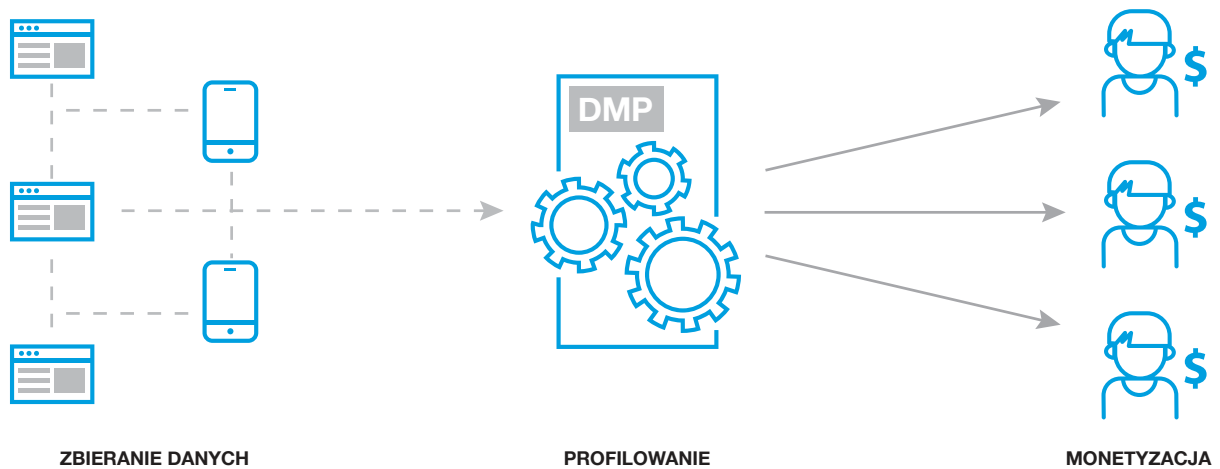 DMP
$
$
$
ZBIERANIE DANYCH
PROFILOWANIE
MONETYZACJA